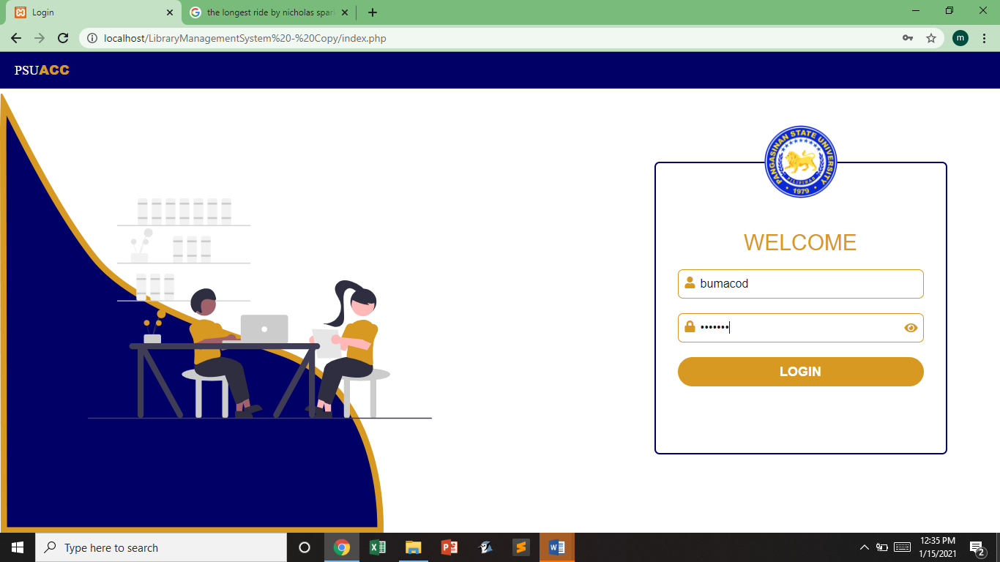 Login
the longest ride by nicholas spar
localhost/LibraryManagementSystem%20-%20Copy/index.php
m
PSUACC
PANGASINAN STATE UNIVERSITY
PILIPINAS
1979
WELCOME
bumacod
•••••••
LOGIN
Type here to search
12:35 PM
1/15/2021
2